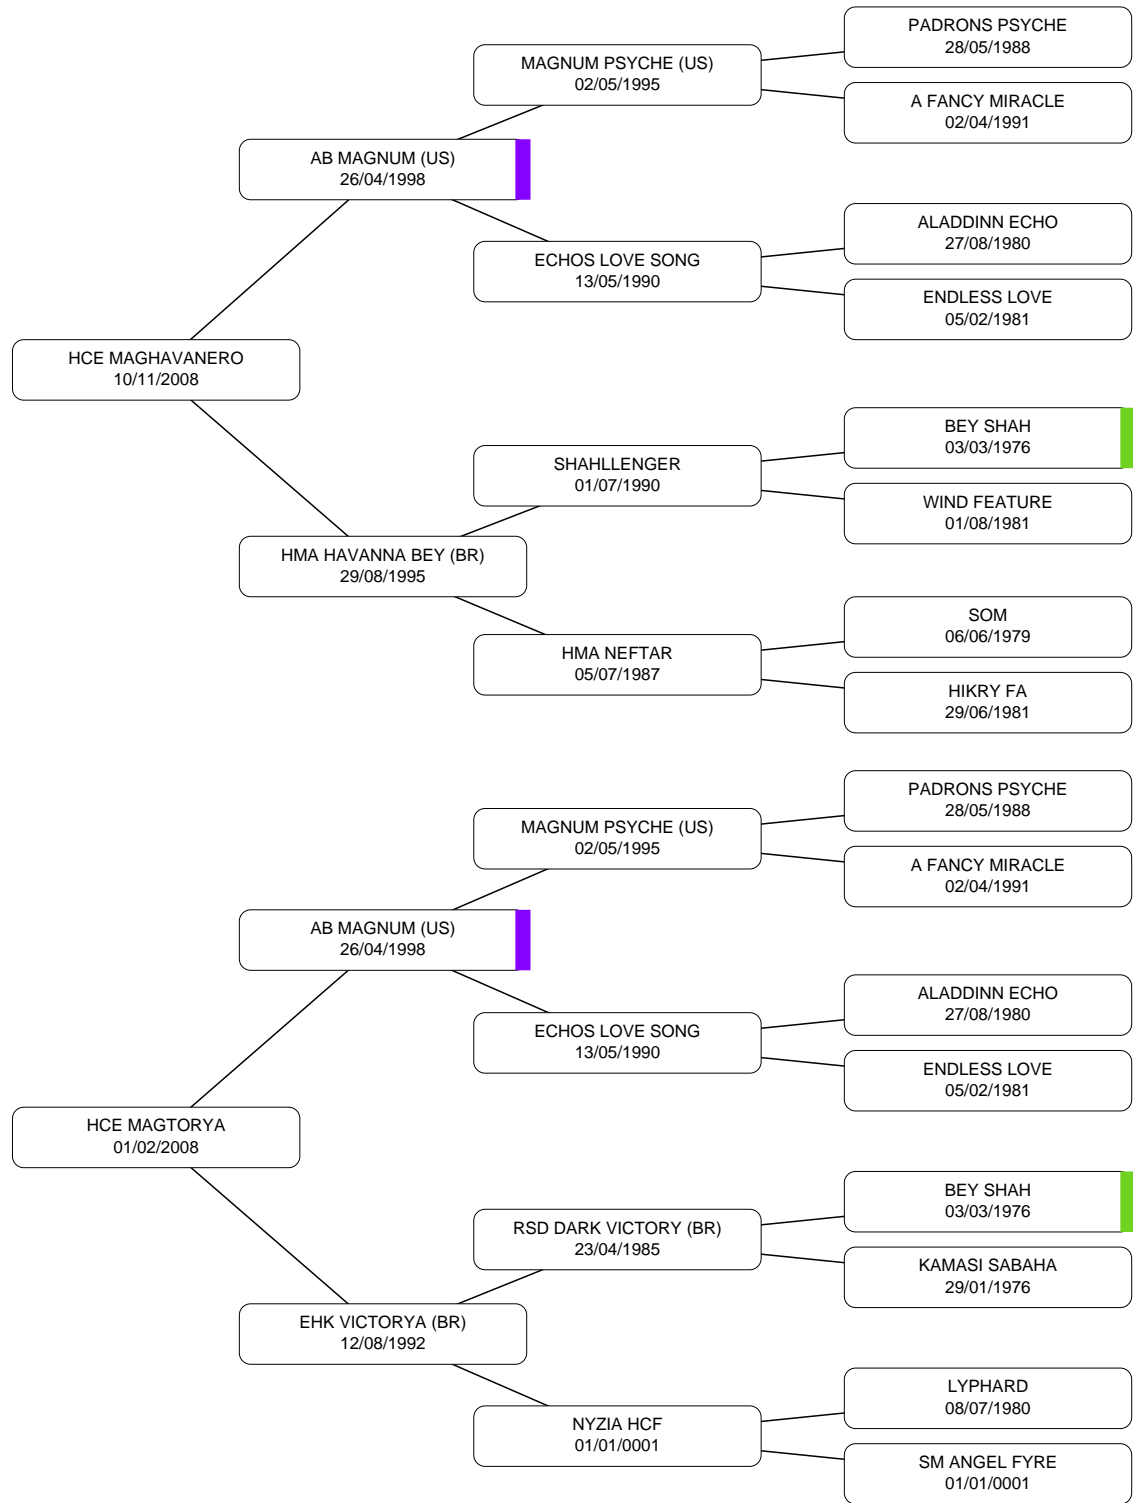 PADRONS PSYCHE
28/05/1988
MAGNUM PSYCHE (US)
02/05/1995
A FANCY MIRACLE
02/04/1991
AB MAGNUM (US)
26/04/1998
ALADDINN ECHO
27/08/1980
ECHOS LOVE SONG
13/05/1990
ENDLESS LOVE
05/02/1981
HCE MAGHAVANERO
10/11/2008
BEY SHAH
03/03/1976
SHAHLLENGER
01/07/1990
WIND FEATURE
01/08/1981
HMA HAVANNA BEY (BR)
29/08/1995
SOM
06/06/1979
HMA NEFTAR
05/07/1987
HIKRY FA
29/06/1981
PADRONS PSYCHE
28/05/1988
MAGNUM PSYCHE (US)
02/05/1995
A FANCY MIRACLE
02/04/1991
AB MAGNUM (US)
26/04/1998
ALADDINN ECHO
27/08/1980
ECHOS LOVE SONG
13/05/1990
ENDLESS LOVE
05/02/1981
HCE MAGTORYA
01/02/2008
BEY SHAH
03/03/1976
RSD DARK VICTORY (BR)
23/04/1985
KAMASI SABAHA
29/01/1976
EHK VICTORYA (BR)
12/08/1992
LYPHARD
08/07/1980
NYZIA HCF
01/01/0001
SM ANGEL FYRE
01/01/0001